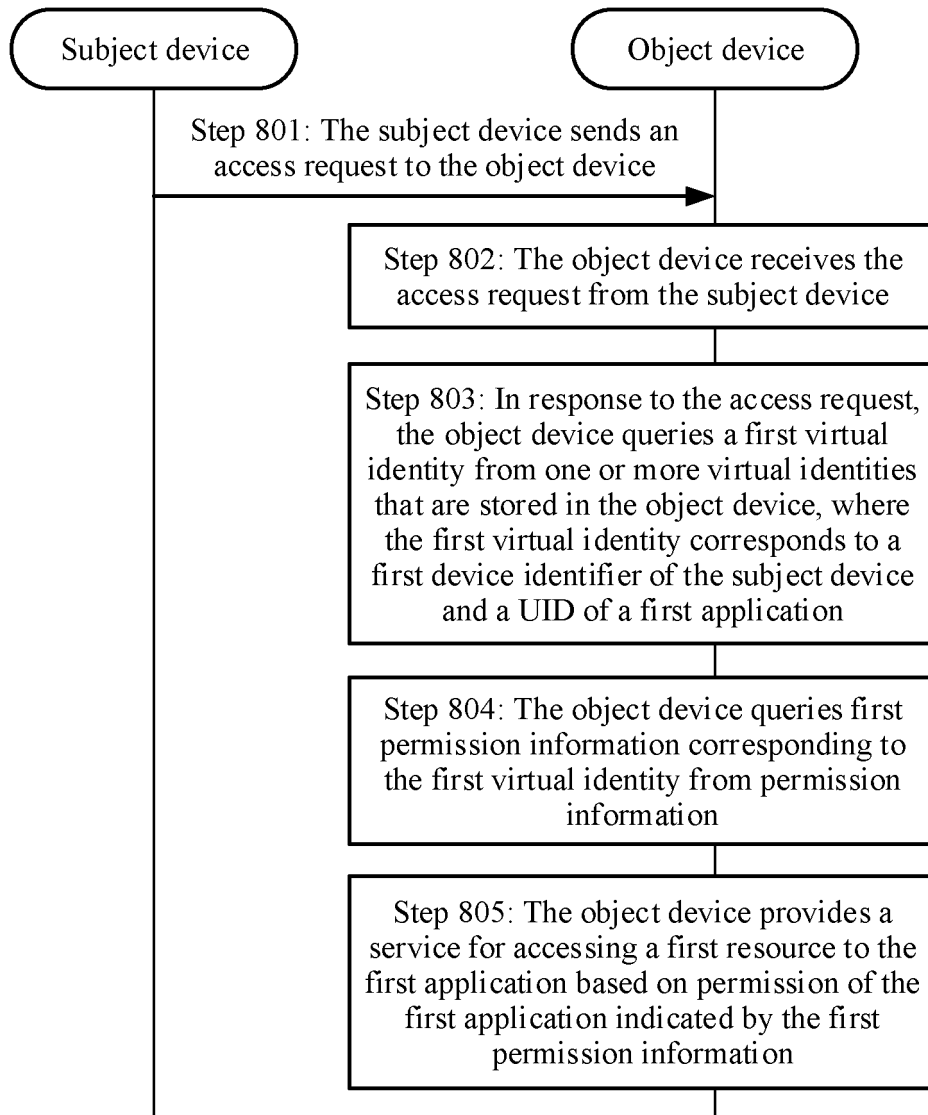 Subject device
Object device
Step 801: The subject device sends an
access request to the object device
Step 802: The object device receives the
access request from the subject device
Step 803: In response to the access request,
the object device queries a first virtual
identity from one or more virtual identities
that are stored in the object device, where
the first virtual identity corresponds to a
first device identifier of the subject device
and a UID of a first application
Step 804: The object device queries first
permission information corresponding to
the first virtual identity from permission
information
Step 805: The object device provides a
service for accessing a first resource to the
first application based on permission of the
first application indicated by the first
permission information